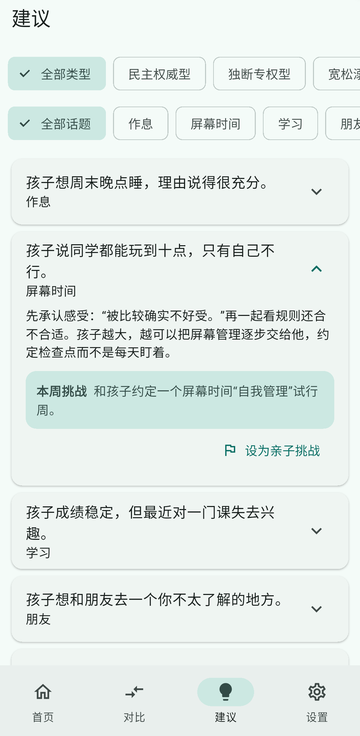 建议
全部类型
民主权威型
独断专权型
全部话题
作息
屏幕时间
学习
孩子想周末晚点睡，理由说得很充分。
作息
孩子说同学都能玩到十点，只有自己不
行。
屏幕时间
先承认感受：“被比较确实不好受。”再一起看规则还合
不合适。孩子越大，越可以把屏幕管理逐步交给他，约
定检查点而不是每天盯着。
本周挑战 和孩子约定一个屏幕时间“自我管理”试行
周。
设为亲子挑战
孩子成绩稳定，但最近对一门课失去兴
趣。
学习
孩子想和朋友去一个你不太了解的地方。
朋友
首页
对比
建议
设置